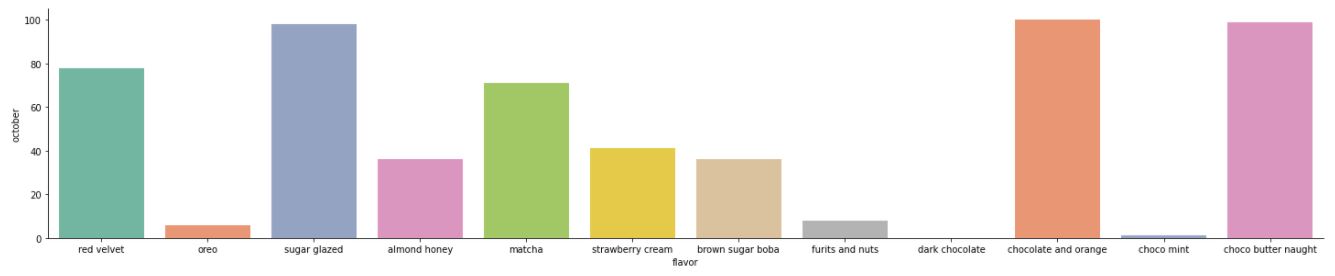 100
80
60
40
20
0
october
red velvet oreo sugar glazed almond honey matcha strawberry cream brown sugar boba furits and nuts dark chocolate chocolate and orange choco mint choco butter naught
flavor